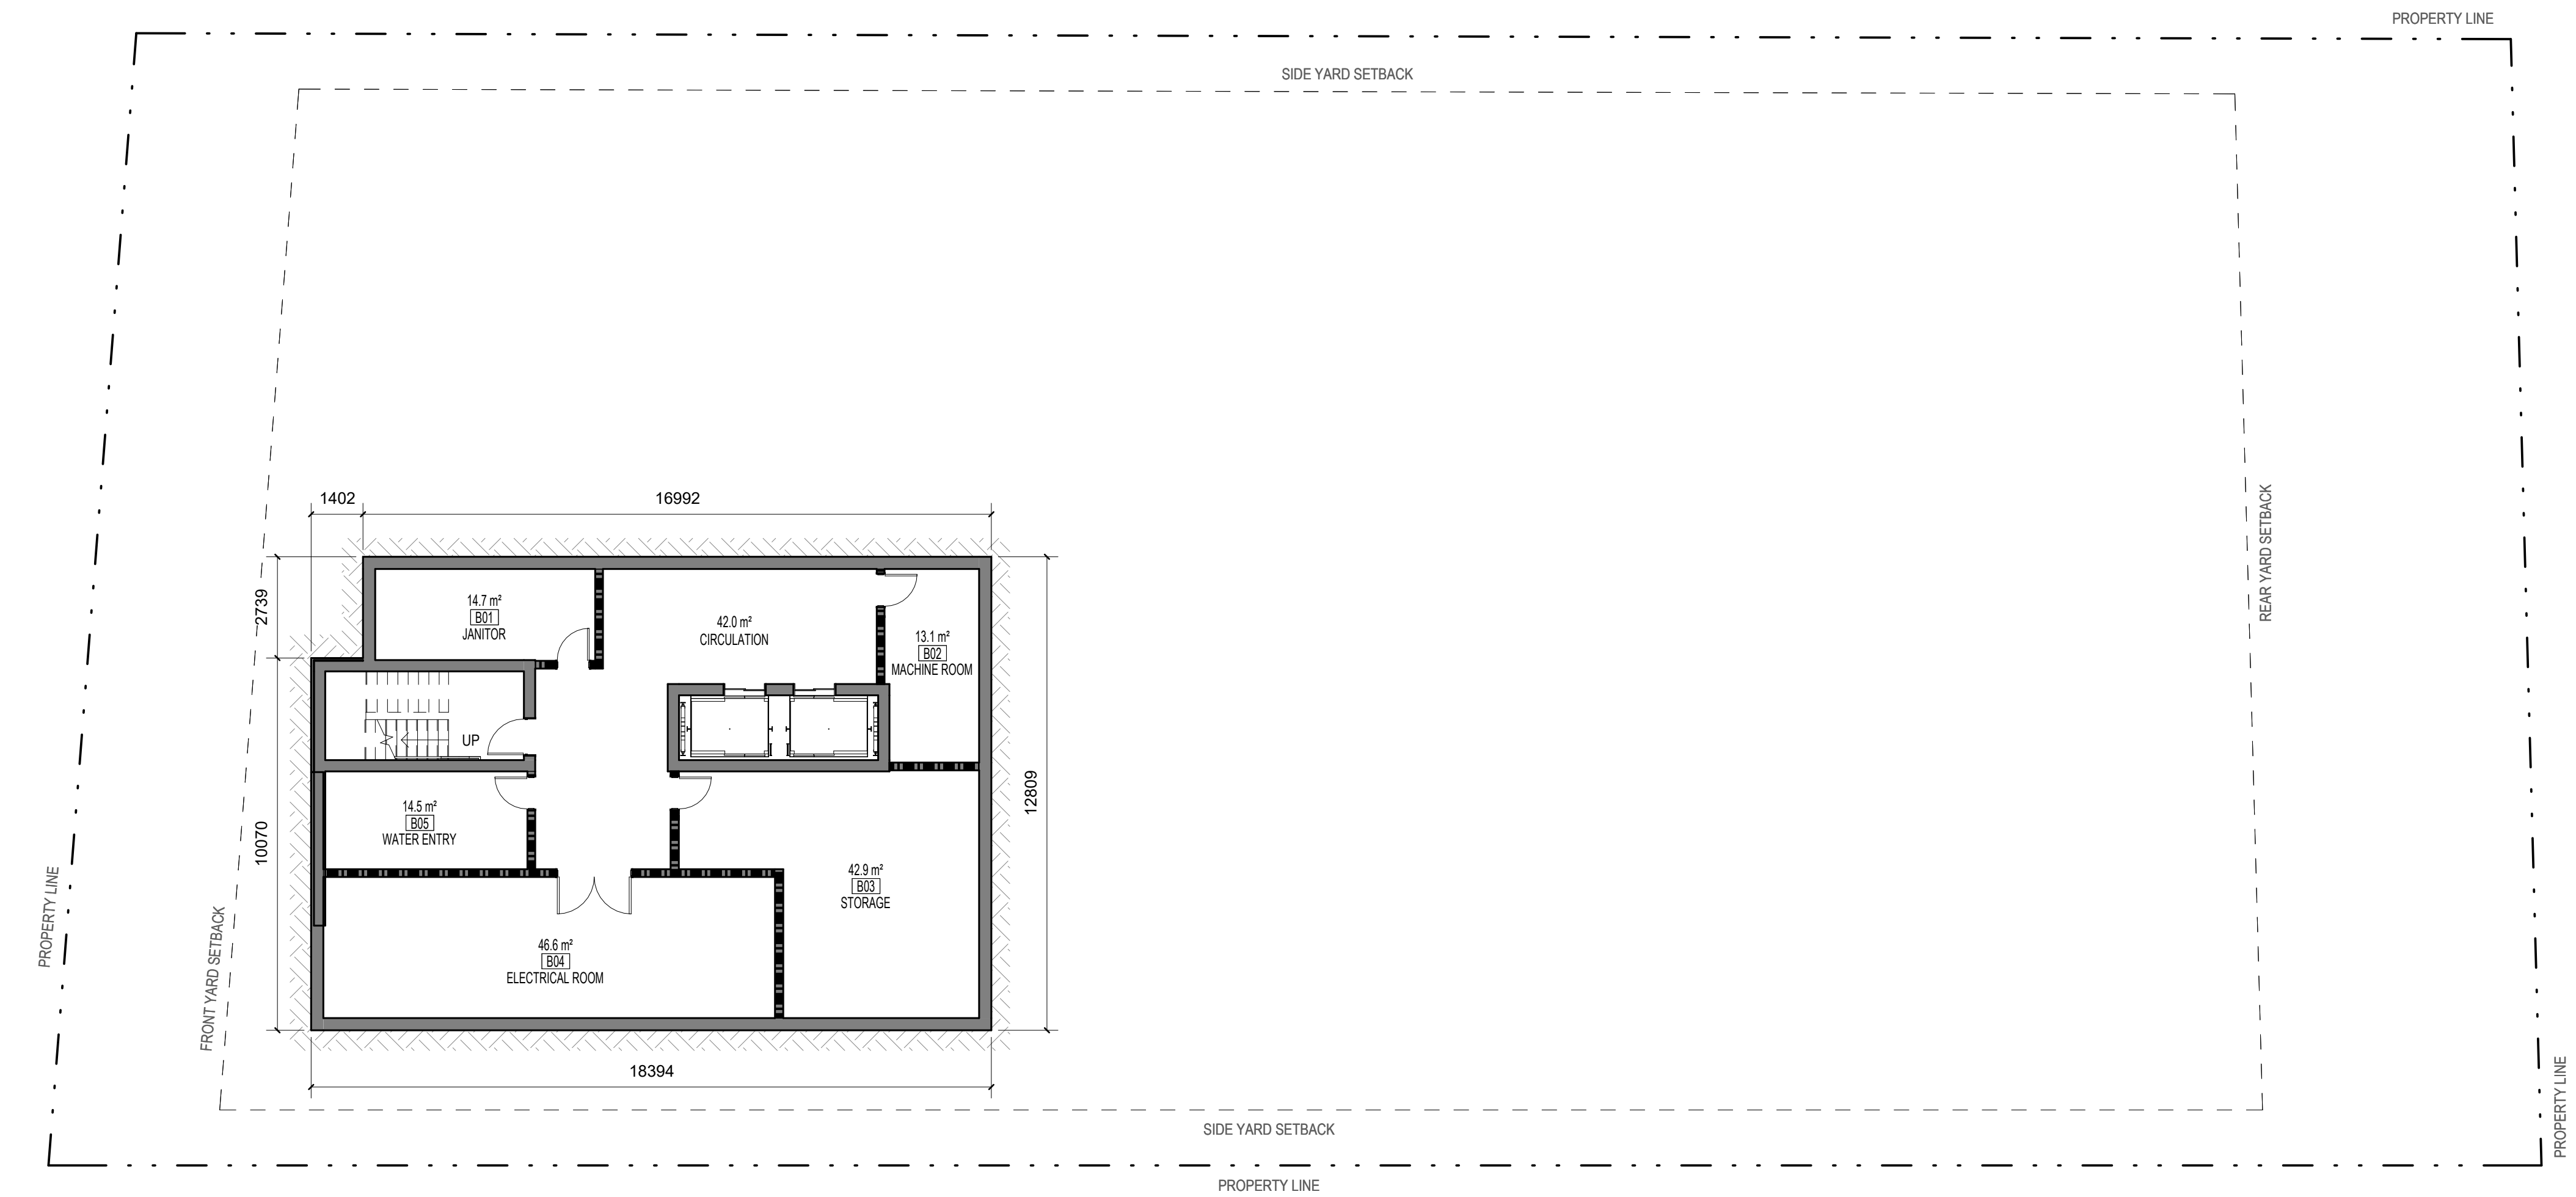 PROPERTY LINE
SIDE YARD SETBACK
1402
16992
REAR YARD SETBACK
2739
14.7 m²
B01
JANITOR
42.0 m²
CIRCULATION
13.1 m²
B02
MACHINE ROOM
UP
12809
10070
14.5 m²
B05
WATER ENTRY
42.9 m²
B03
STORAGE
PROPERTY LINE
FRONT YARD SETBACK
46.6 m²
B04
ELECTRICAL ROOM
18394
SIDE YARD SETBACK
PROPERTY LINE
PROPERTY LINE